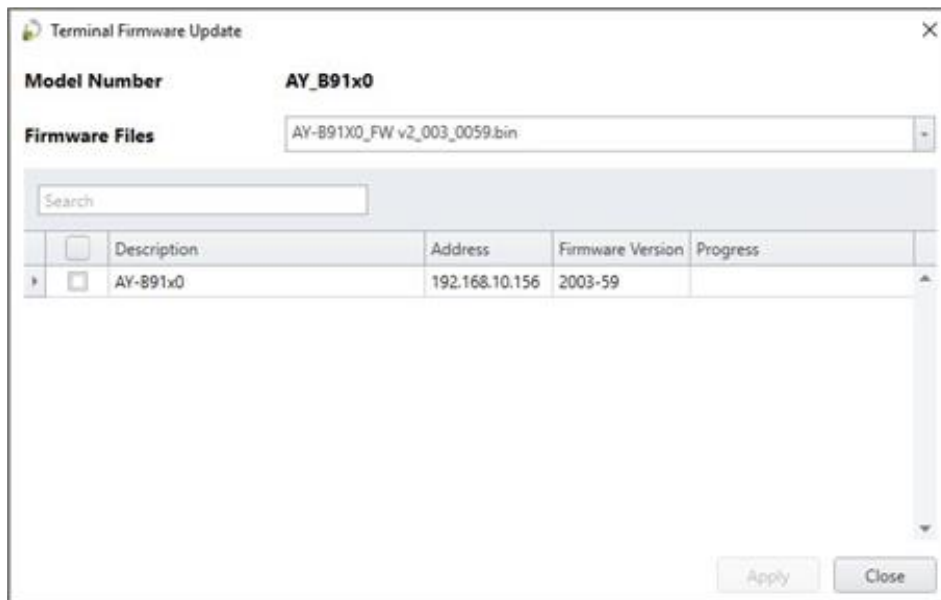 Terminal Firmware Update
Model Number AY_B91x0
Firmware Files AY-B91X0_FW v2_003_0059.bin
Search
Description Address Firmware Version Progress
AY-B91x0 192.168.10.156 2003-59
Apply Close